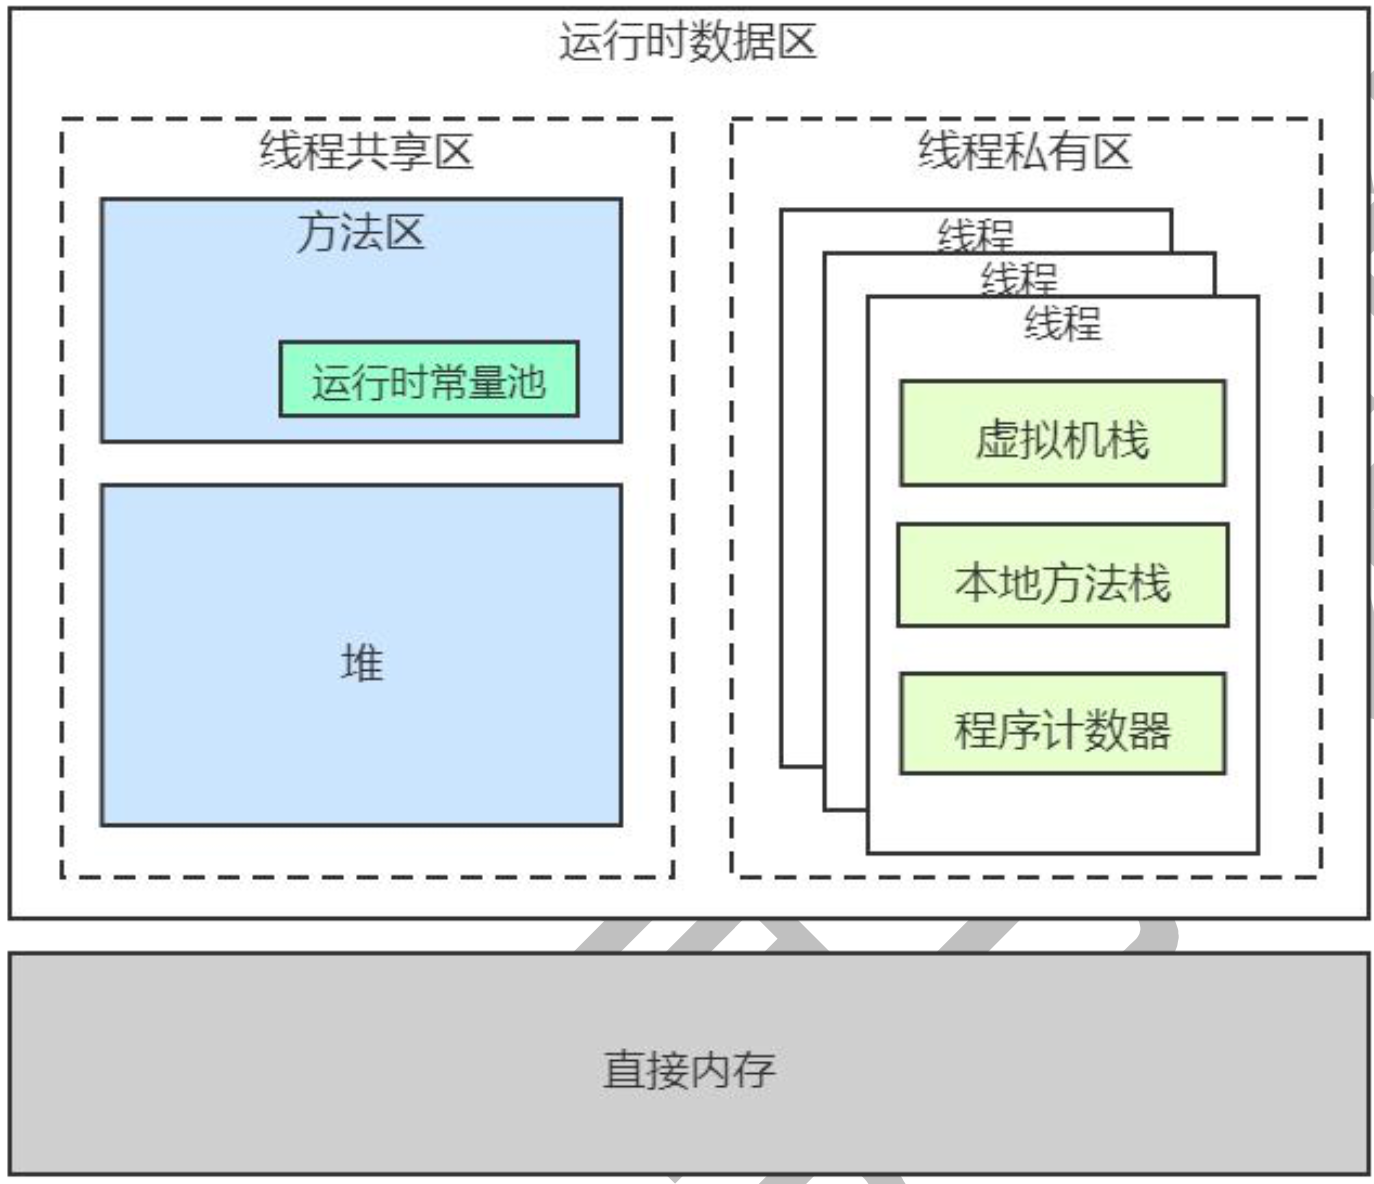 运行时数据区
线程共享区
方法区
运行时常量池
堆
线程私有区
线程
线程
线程
虚拟机栈
本地方法栈
程序计数器
直接内存